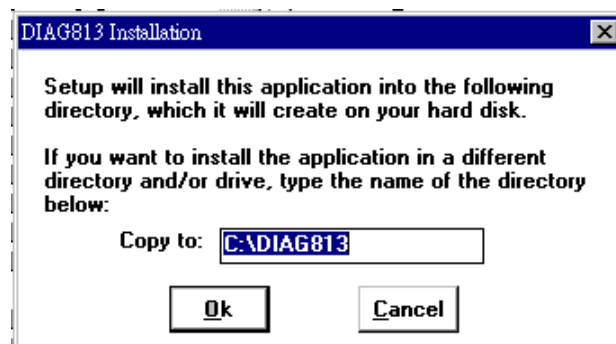 DIAG813 Installation
Setup will install this application into the following
directory, which it will create on your hard disk.
If you want to install the application in a different
directory and/or drive, type the name of the directory
below:
Copy to: C:\DIAG813
Ok Cancel